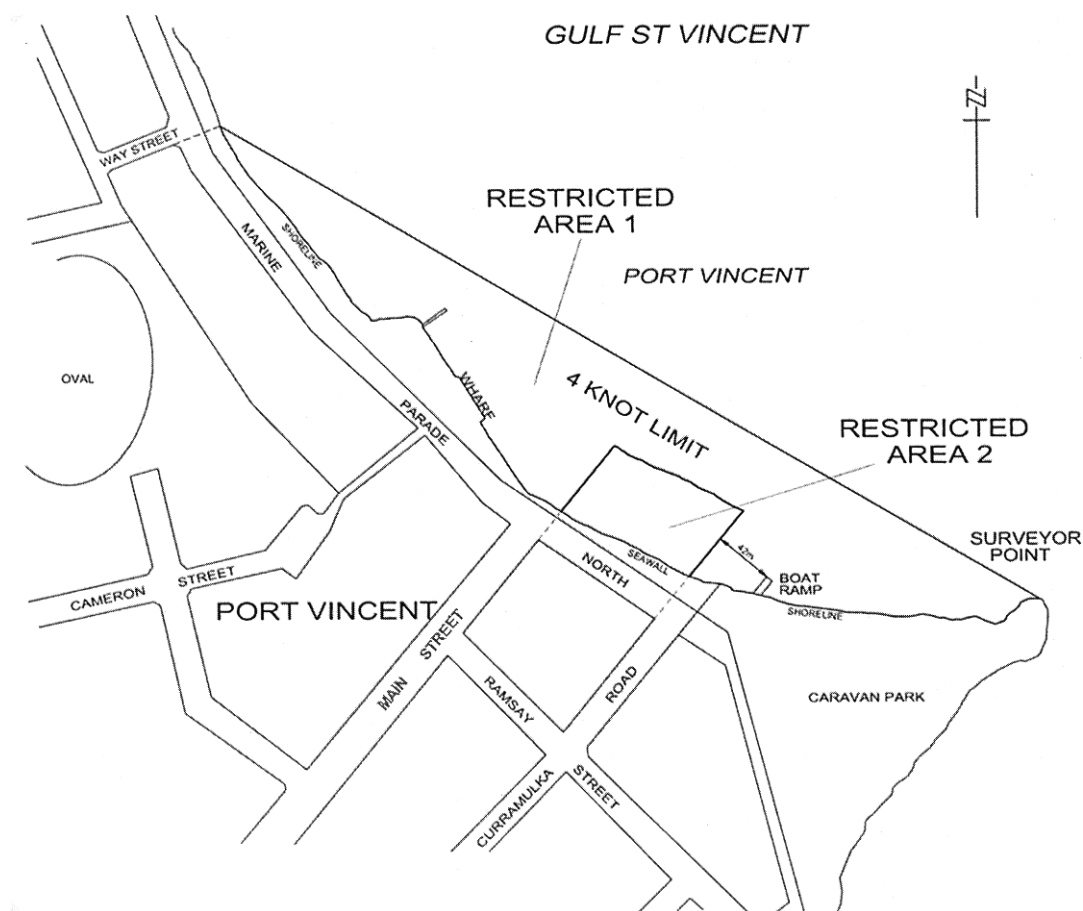 GULF ST VINCENT
WAY STREET
RESTRICTED
AREA 1
MARINE
SHORELINE
PORT VINCENT
OVAL
WHARF
4 KNOT LIMIT
PARADE
RESTRICTED
AREA 2
SURVEYOR
POINT
42m
SEAWALL
BOAT
RAMP
NORTH
SHORELINE
CAMERON STREET
PORT VINCENT
MAIN STREET
RAMSAY STREET
CURRAMULKA ROAD
CARAVAN PARK
N